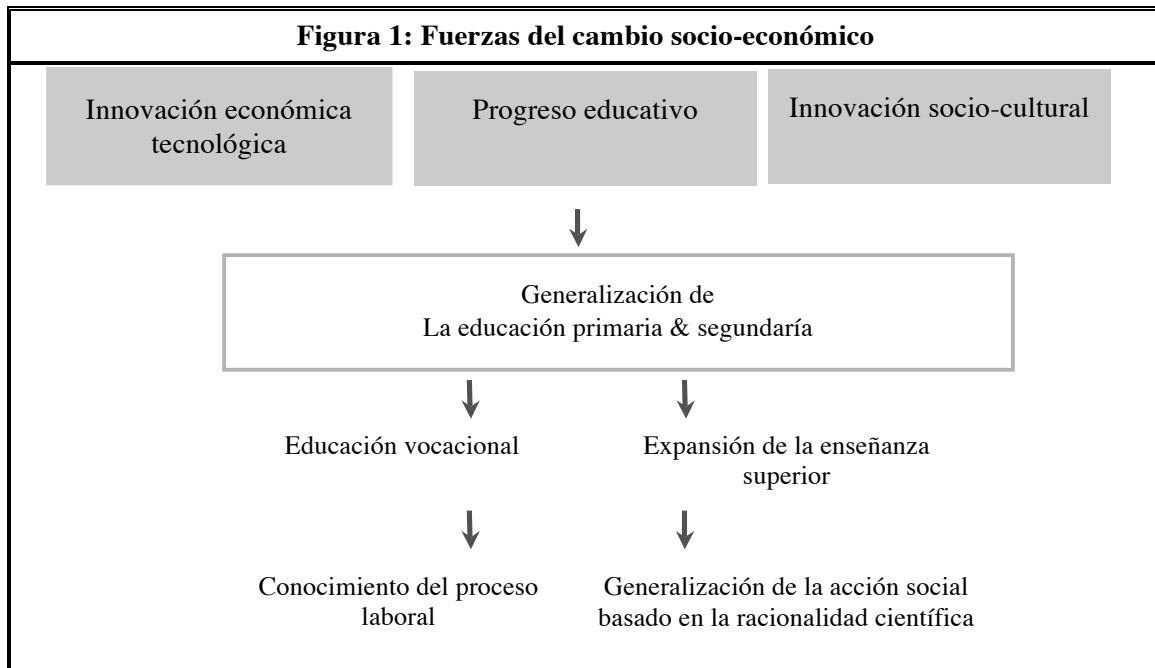 Figura 1: Fuerzas del cambio socio-económico
Innovación económica
tecnológica
Progreso educativo
Innovación socio-cultural
Generalización de
La educación primaria & segundaría
Educación vocacional
Expansión de la enseñanza
superior
Conocimiento del proceso
laboral
Generalización de la acción social
basado en la racionalidad científica